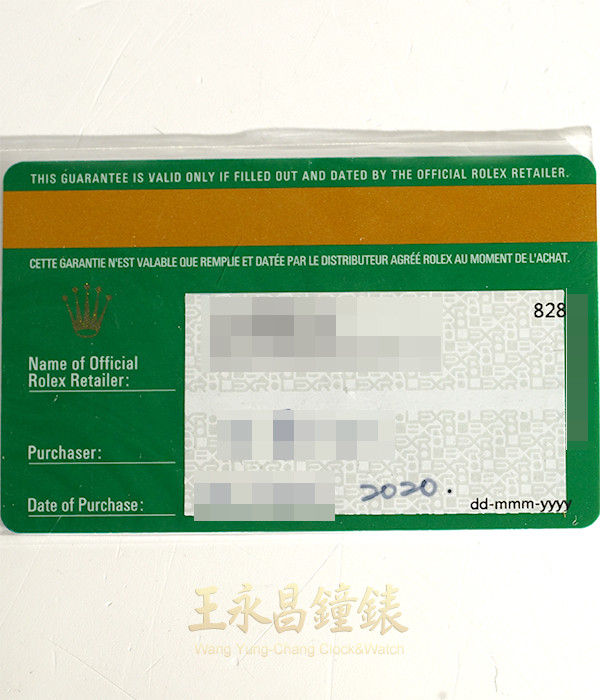 THIS GUARANTEE IS VALID ONLY IF FILLED OUT AND DATED BY THE OFFICIAL ROLEX RETAILER.
CETTE GARANTIE N'EST VALABLE QUE REMPLIE ET DATÉE PAR LE DISTRIBUTEUR AGRÉÉ ROLEX AU MOMENT DE L'ACHAT.
828
Name of Official
Rolex Retailer:
Purchaser:
Date of Purchase:
2020.
dd-mmm-yyyy
王永昌鐘錶
Wang Yung-Chang Clock&Watch